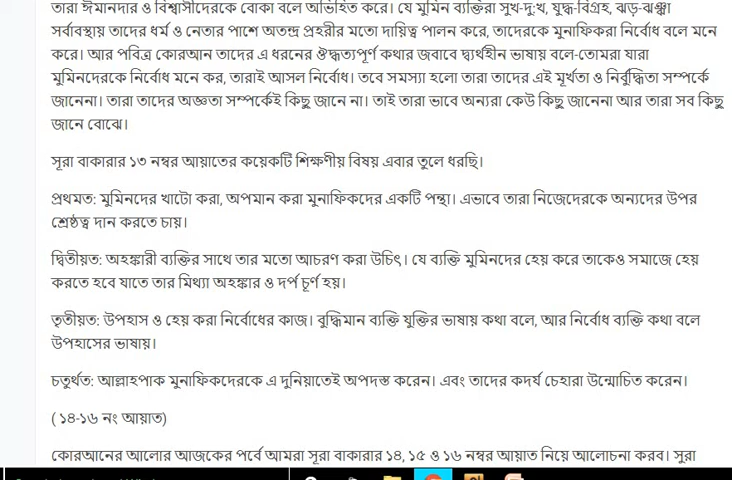 তারা ঈমানদার ও বিশ্বাসীদেরকে বোকা বলে অভিহিত করে। যে মুমিন ব্যক্তিরা সুখ-দু:খ, যুদ্ধ-বিগ্রহ, ঝড়-ঝঞ্ঝা
সর্বাবস্থায় তাদের ধর্ম ও নেতার পাশে অতন্দ্র প্রহরীর মতো দায়িত্ব পালন করে, তাদেরকে মুনাফিকরা নির্বোধ বলে মনে
করে। আর পবিত্র কোরআন তাদের এ ধরনের ঔদ্ধত্যপূর্ণ কথার জবাবে দ্ব্যর্থহীন ভাষায় বলে-তোমরা যারা
মুমিনদেরকে নির্বোধ মনে কর, তারাই আসল নির্বোধ। তবে সমস্যা হলো তারা তাদের এই মূর্খতা ও নির্বুদ্ধিতা সম্পর্কে
জানেনা। তারা তাদের অজ্ঞতা সম্পর্কেই কিছু জানে না। তাই তারা ভাবে অন্যরা কেউ কিছু জানেনা আর তারা সব কিছু
জানে বোঝে।
সূরা বাকারার ১৩ নম্বর আয়াতের কয়েকটি শিক্ষণীয় বিষয় এবার তুলে ধরছি।
প্রথমত: মুমিনদের খাটো করা, অপমান করা মুনাফিকদের একটি পন্থা। এভাবে তারা নিজেদেরকে অন্যদের উপর
শ্রেষ্ঠত্ব দান করতে চায়।
দ্বিতীয়ত: অহঙ্কারী ব্যক্তির সাথে তার মতো আচরণ করা উচিৎ। যে ব্যক্তি মুমিনদের হেয় করে তাকেও সমাজে হেয়
করতে হবে যাতে তার মিথ্যা অহঙ্কার ও দর্প চূর্ণ হয়।
তৃতীয়ত: উপহাস ও হেয় করা নির্বোধের কাজ। বুদ্ধিমান ব্যক্তি যুক্তির ভাষায় কথা বলে, আর নির্বোধ ব্যক্তি কথা বলে
উপহাসের ভাষায়।
চতুর্থত: আল্লাহপাক মুনাফিকদেরকে এ দুনিয়াতেই অপদস্ত করেন। এবং তাদের কদর্য চেহারা উন্মোচিত করেন।
( ১৪-১৬ নং আয়াত)
কোরআনের আলোর আজকের পর্বে আমরা সূরা বাকারার ১৪, ১৫ ও ১৬ নম্বর আয়াত নিয়ে আলোচনা করব। সুরা